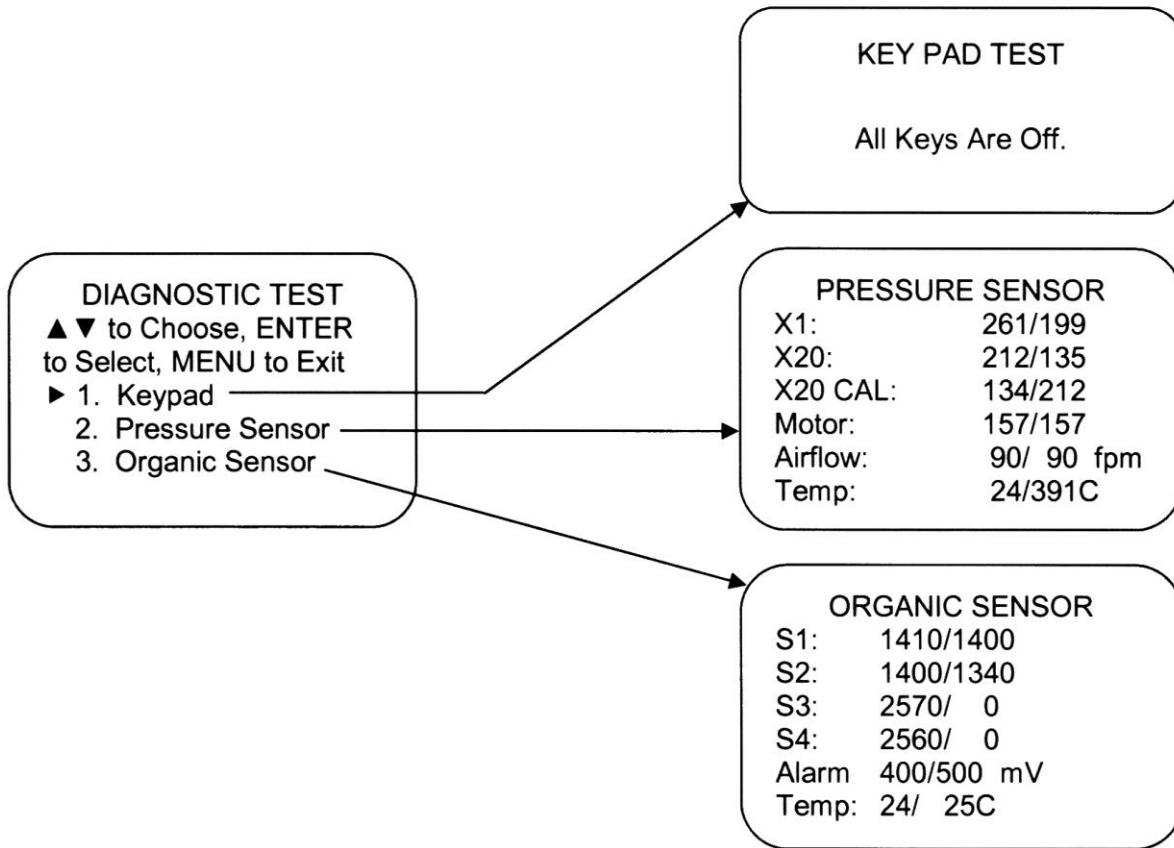 KEY PAD TEST
All Keys Are Off.
DIAGNOSTIC TEST
▲▼ to Choose, ENTER
to Select, MENU to Exit
► 1. Keypad
2. Pressure Sensor
3. Organic Sensor
PRESSURE SENSOR
X1: 261/199
X20: 212/135
X20 CAL: 134/212
Motor: 157/157
Airflow: 90/ 90 fpm
Temp: 24/391C
ORGANIC SENSOR
S1: 1410/1400
S2: 1400/1340
S3: 2570/ 0
S4: 2560/ 0
Alarm 400/500 mV
Temp: 24/ 25C